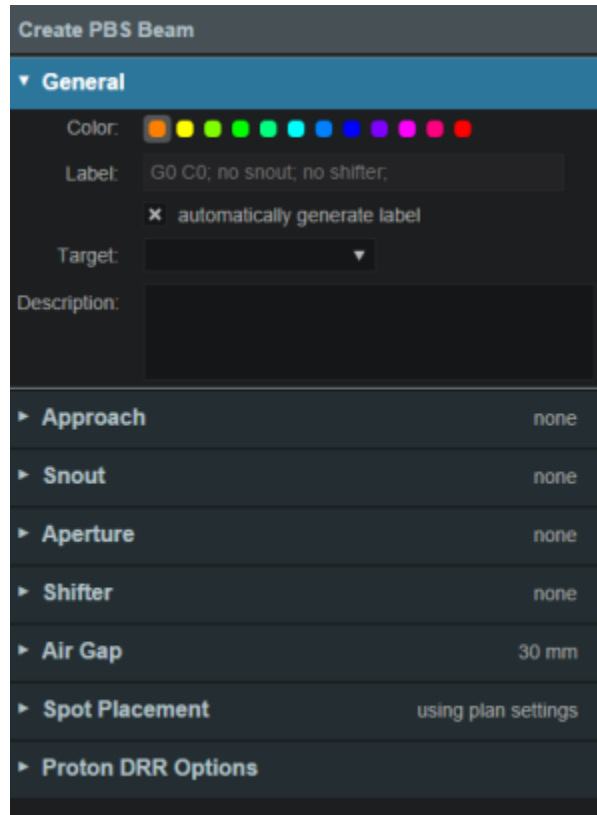 Create PBS Beam
General
Color:
Label: G0 C0; no snout; no shifter;
automatically generate label
Target:
Description:
Approach none
Snout none
Aperture none
Shifter none
Air Gap 30 mm
Spot Placement using plan settings
Proton DRR Options